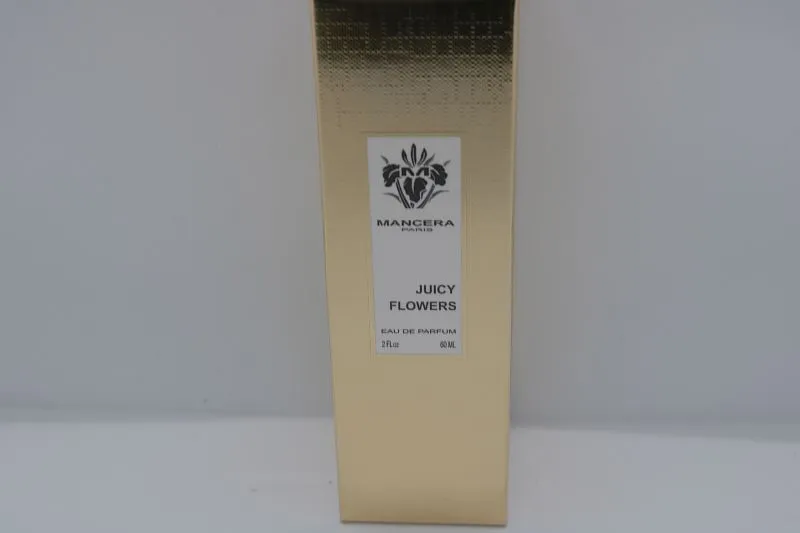 MANCERA
PARIS
JUICY
FLOWERS
EAU DE PARFUM
2 FL oz 60 ML